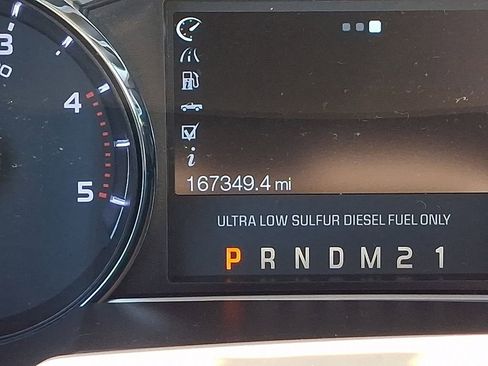 3
4
5
i
167349.4 mi
ULTRA LOW SULFUR DIESEL FUEL ONLY
P R N D M 2 1